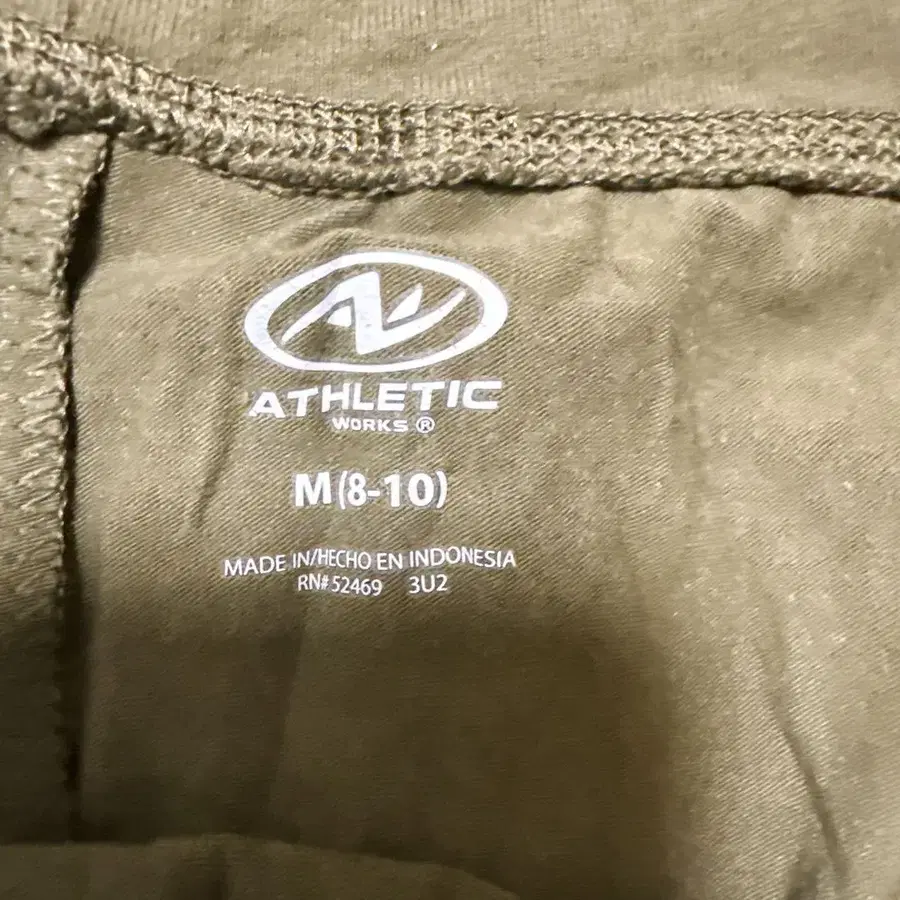 ATHLETIC
WORKS ®
M(8-10)
MADE IN/HECHO EN INDONESIA
RN# 52469 3U2